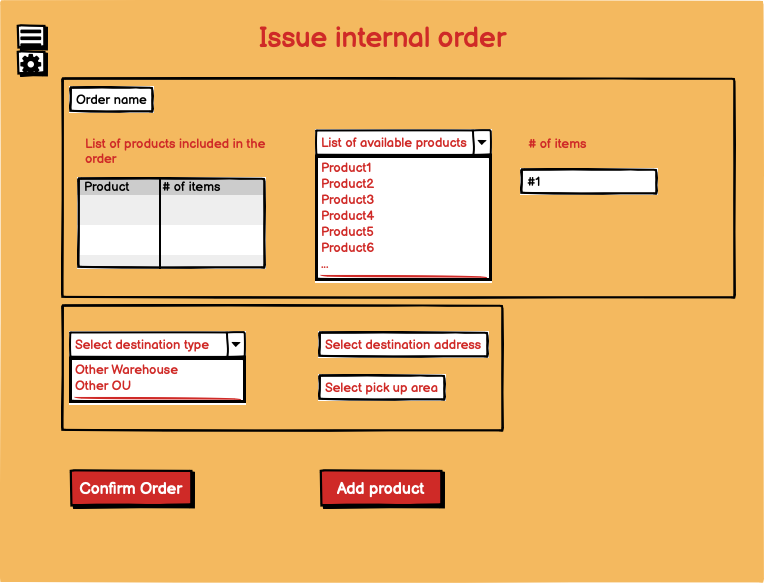 Issue internal order
Order name
List of products included in the
order
Product
# of items
List of available products
Product1
Product2
Product3
Product4
Product5
Product6
...
# of items
#1
Select destination type
Other Warehouse
Other OU
Select destination address
Select pick up area
Confirm Order
Add product